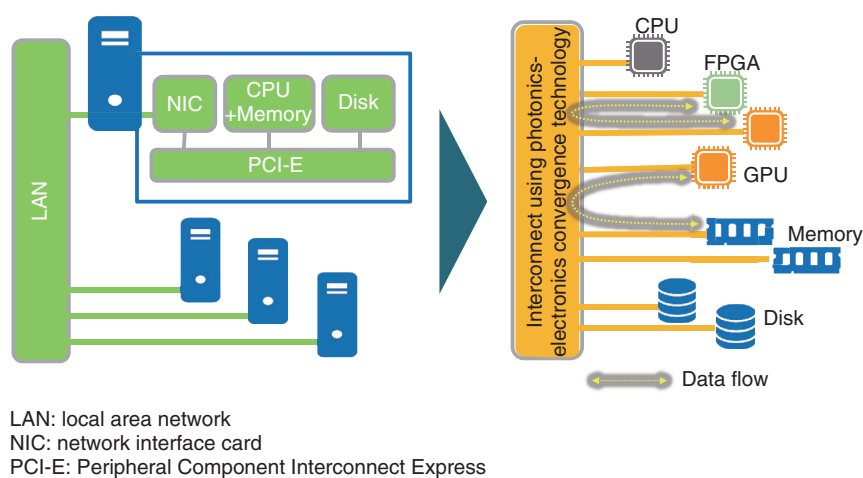 LAN
NIC
CPU
+Memory
Disk
PCI-E
Interconnect using photonics-
electronics convergence technology
CPU
FPGA
GPU
Memory
Disk
Data flow
LAN: local area network
NIC: network interface card
PCI-E: Peripheral Component Interconnect Express